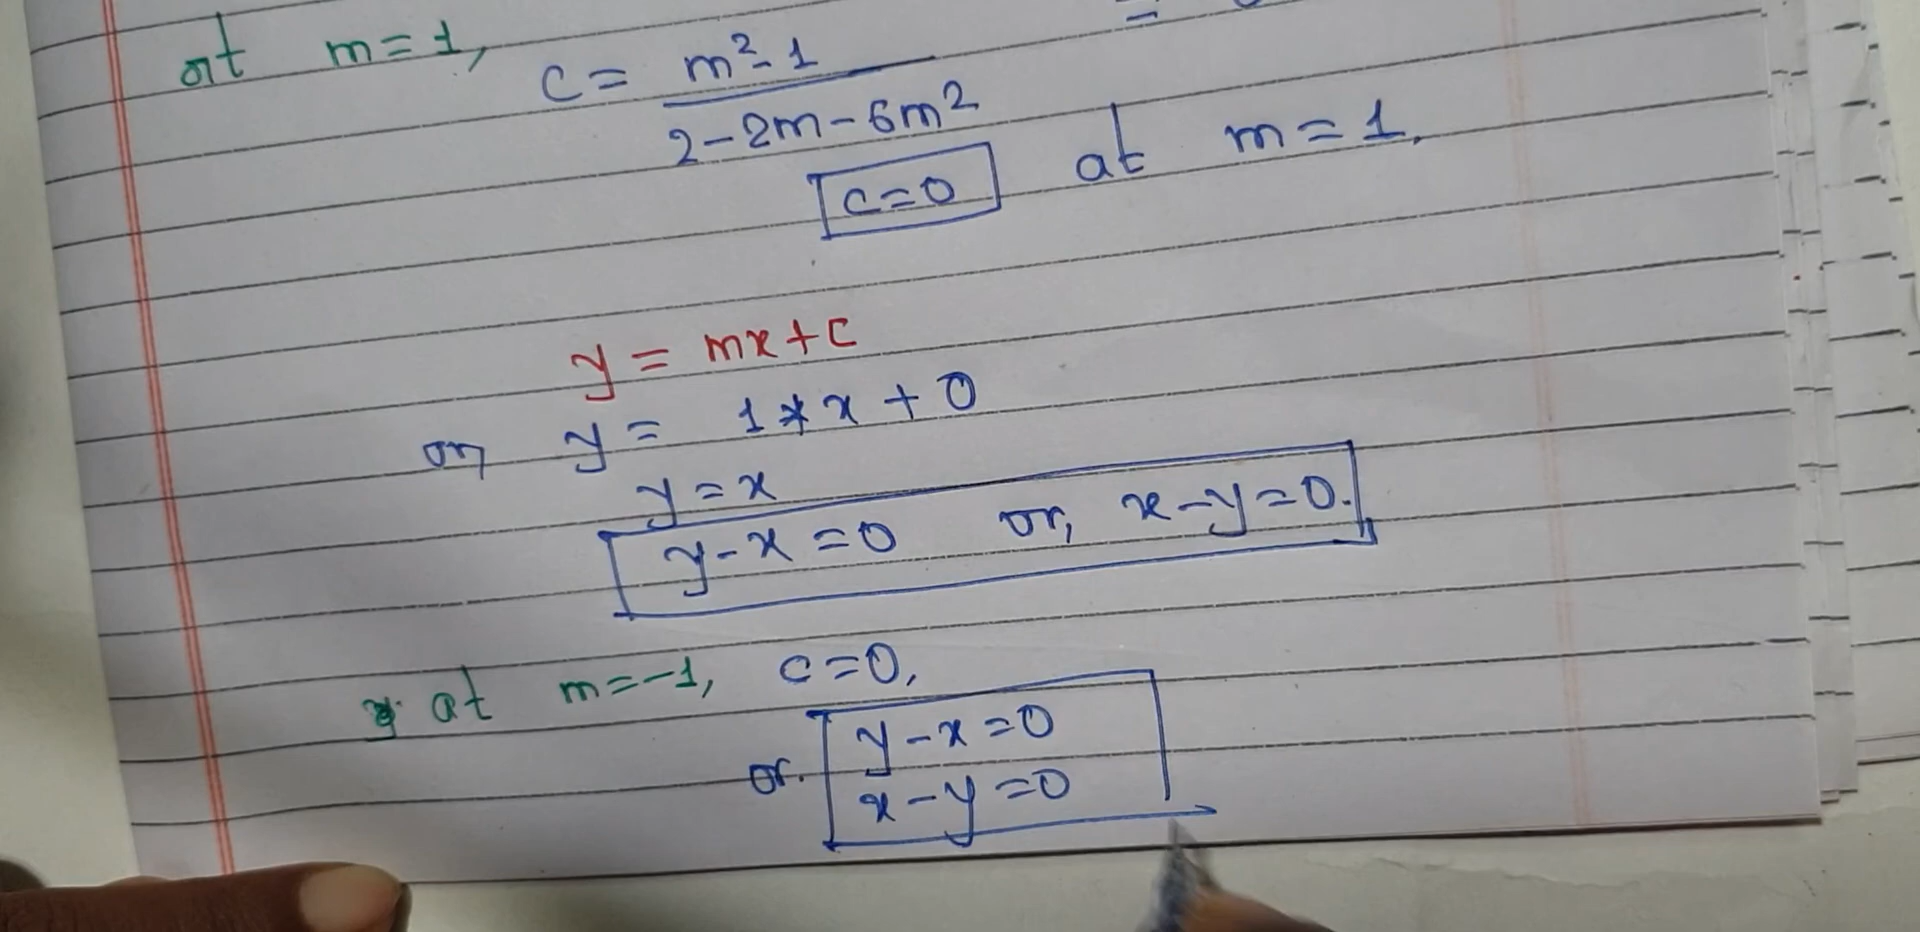 at m=1,
c = m²-1 / 2-2m-6m²
c=0 at m=1.
y = mx+c
or y = 1*x+0
y=x
y-x=0 or, x-y=0.
at m=-1, c=0,
y-x=0
or. x-y=0